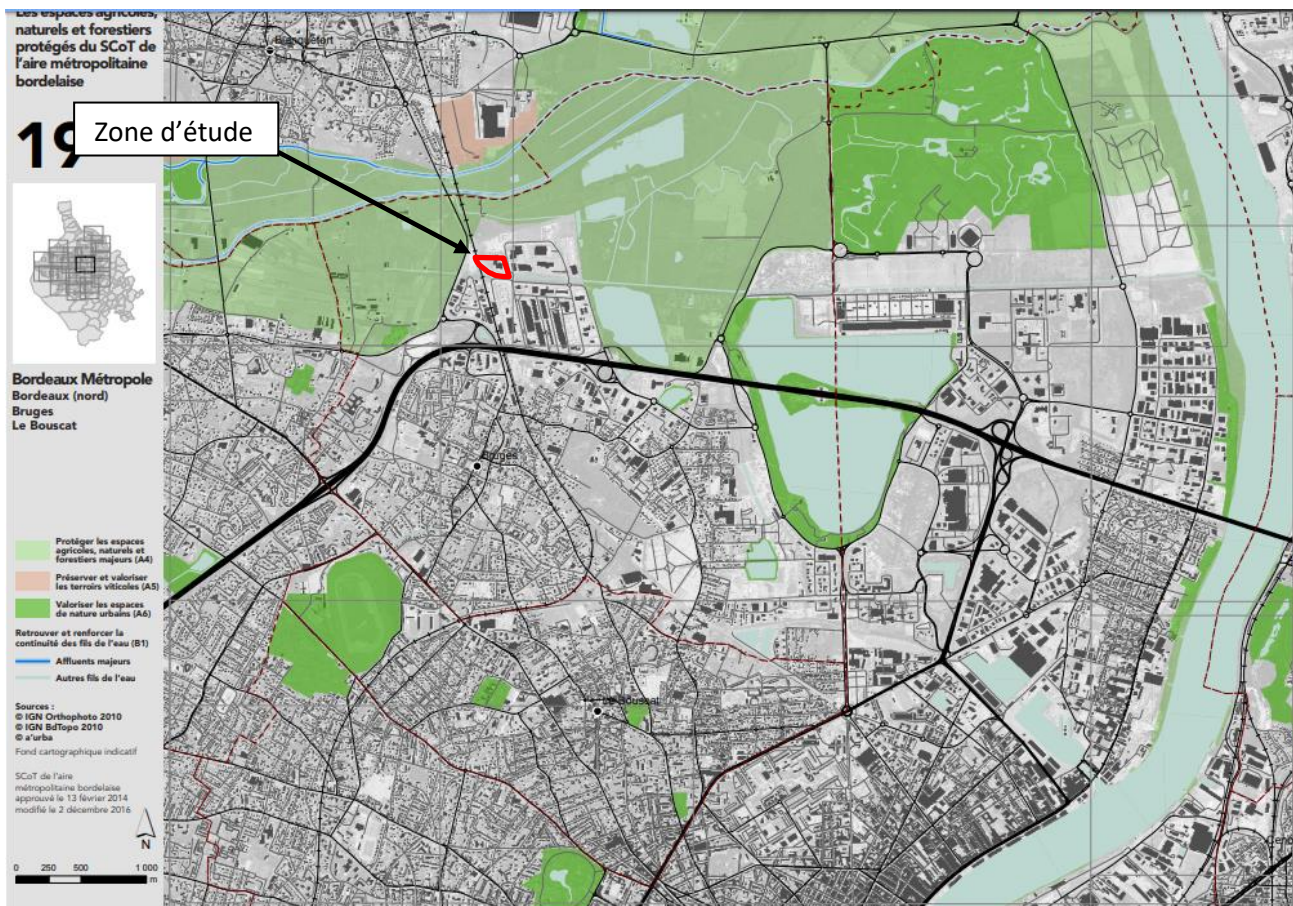 Les espaces agricoles,
naturels et forestiers
protégés du SCoT de
l'aire métropolitaine
bordelaise
19
Zone d'étude
Bordeaux Métropole
Bordeaux (nord)
Bruges
Le Bouscat
Protéger les espaces
agricoles, naturels et
forestiers majeurs (A4)
Préserver et valoriser
les terroirs viticoles (A5)
Valoriser les espaces
de nature urbains (A6)
Retrouver et renforcer la
continuité des fils de l'eau (B1)
Affluents majeurs
Autres fils de l'eau
Sources :
© IGN Orthophoto 2010
© IGN BdTopo 2010
© a'urba
Fond cartographique indicatif
SCoT de l'aire
métropolitaine bordelaise
approuvé le 13 février 2014
modifié le 2 décembre 2016
N
0 250 500 1 000
m
Blanquefort
Bruges
Le Bouscat